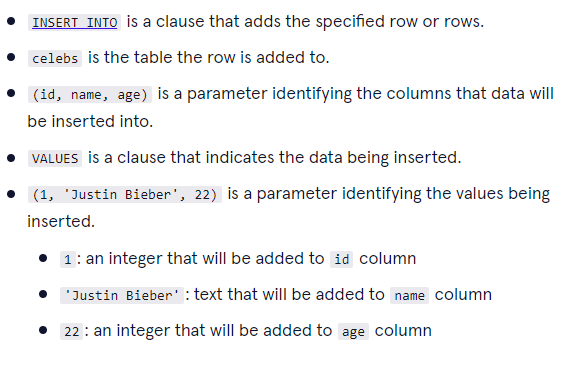 INSERT INTO is a clause that adds the specified row or rows.
celebs is the table the row is added to.
(id, name, age) is a parameter identifying the columns that data will
be inserted into.
VALUES is a clause that indicates the data being inserted.
(1, 'Justin Bieber', 22) is a parameter identifying the values being
inserted.
1: an integer that will be added to id column
'Justin Bieber': text that will be added to name column
22: an integer that will be added to age column